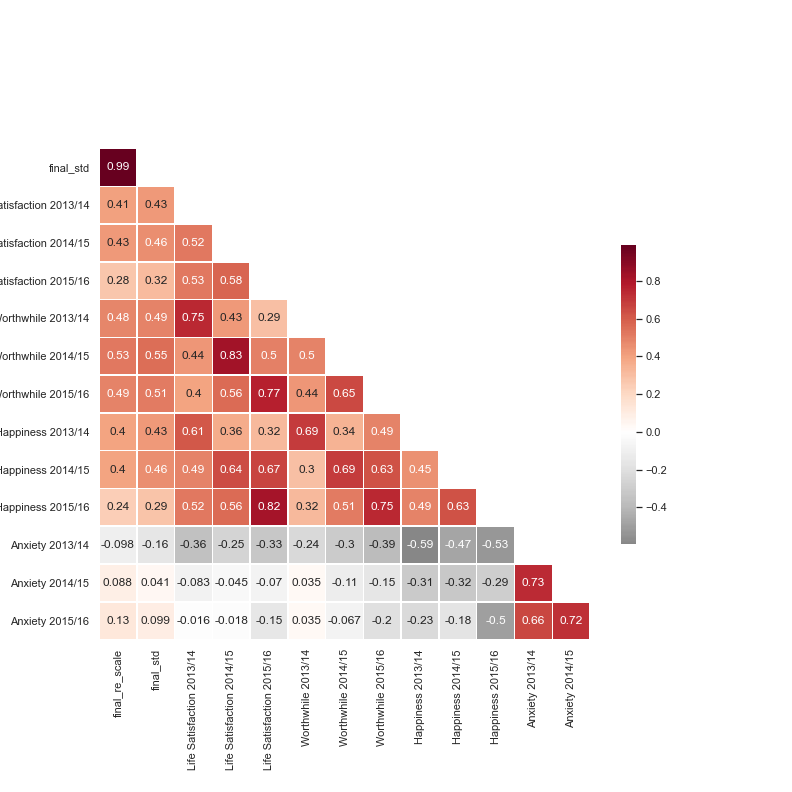 final_std 0.99
atisfaction 2013/14 0.41 0.43
atisfaction 2014/15 0.43 0.46 0.52
atisfaction 2015/16 0.28 0.32 0.53 0.58
Worthwhile 2013/14 0.48 0.49 0.75 0.43 0.29
Worthwhile 2014/15 0.53 0.55 0.44 0.83 0.5 0.5
Worthwhile 2015/16 0.49 0.51 0.4 0.56 0.77 0.44 0.65
Happiness 2013/14 0.4 0.43 0.61 0.36 0.32 0.69 0.34 0.49
Happiness 2014/15 0.4 0.46 0.49 0.64 0.67 0.3 0.69 0.63 0.45
Happiness 2015/16 0.24 0.29 0.52 0.56 0.82 0.32 0.51 0.75 0.49 0.63
Anxiety 2013/14 -0.098 -0.16 -0.36 -0.25 -0.33 -0.24 -0.3 -0.39 -0.59 -0.47 -0.53
Anxiety 2014/15 0.088 0.041 -0.083 -0.045 -0.07 0.035 -0.11 -0.15 -0.31 -0.32 -0.29 0.73
Anxiety 2015/16 0.13 0.099 -0.016 -0.018 -0.15 0.035 -0.067 -0.2 -0.23 -0.18 -0.5 0.66 0.72
final_re_scale
final_std
Life Satisfaction 2013/14
Life Satisfaction 2014/15
Life Satisfaction 2015/16
Worthwhile 2013/14
Worthwhile 2014/15
Worthwhile 2015/16
Happiness 2013/14
Happiness 2014/15
Happiness 2015/16
Anxiety 2013/14
Anxiety 2014/15
0.8
0.6
0.4
0.2
0.0
−0.2
−0.4